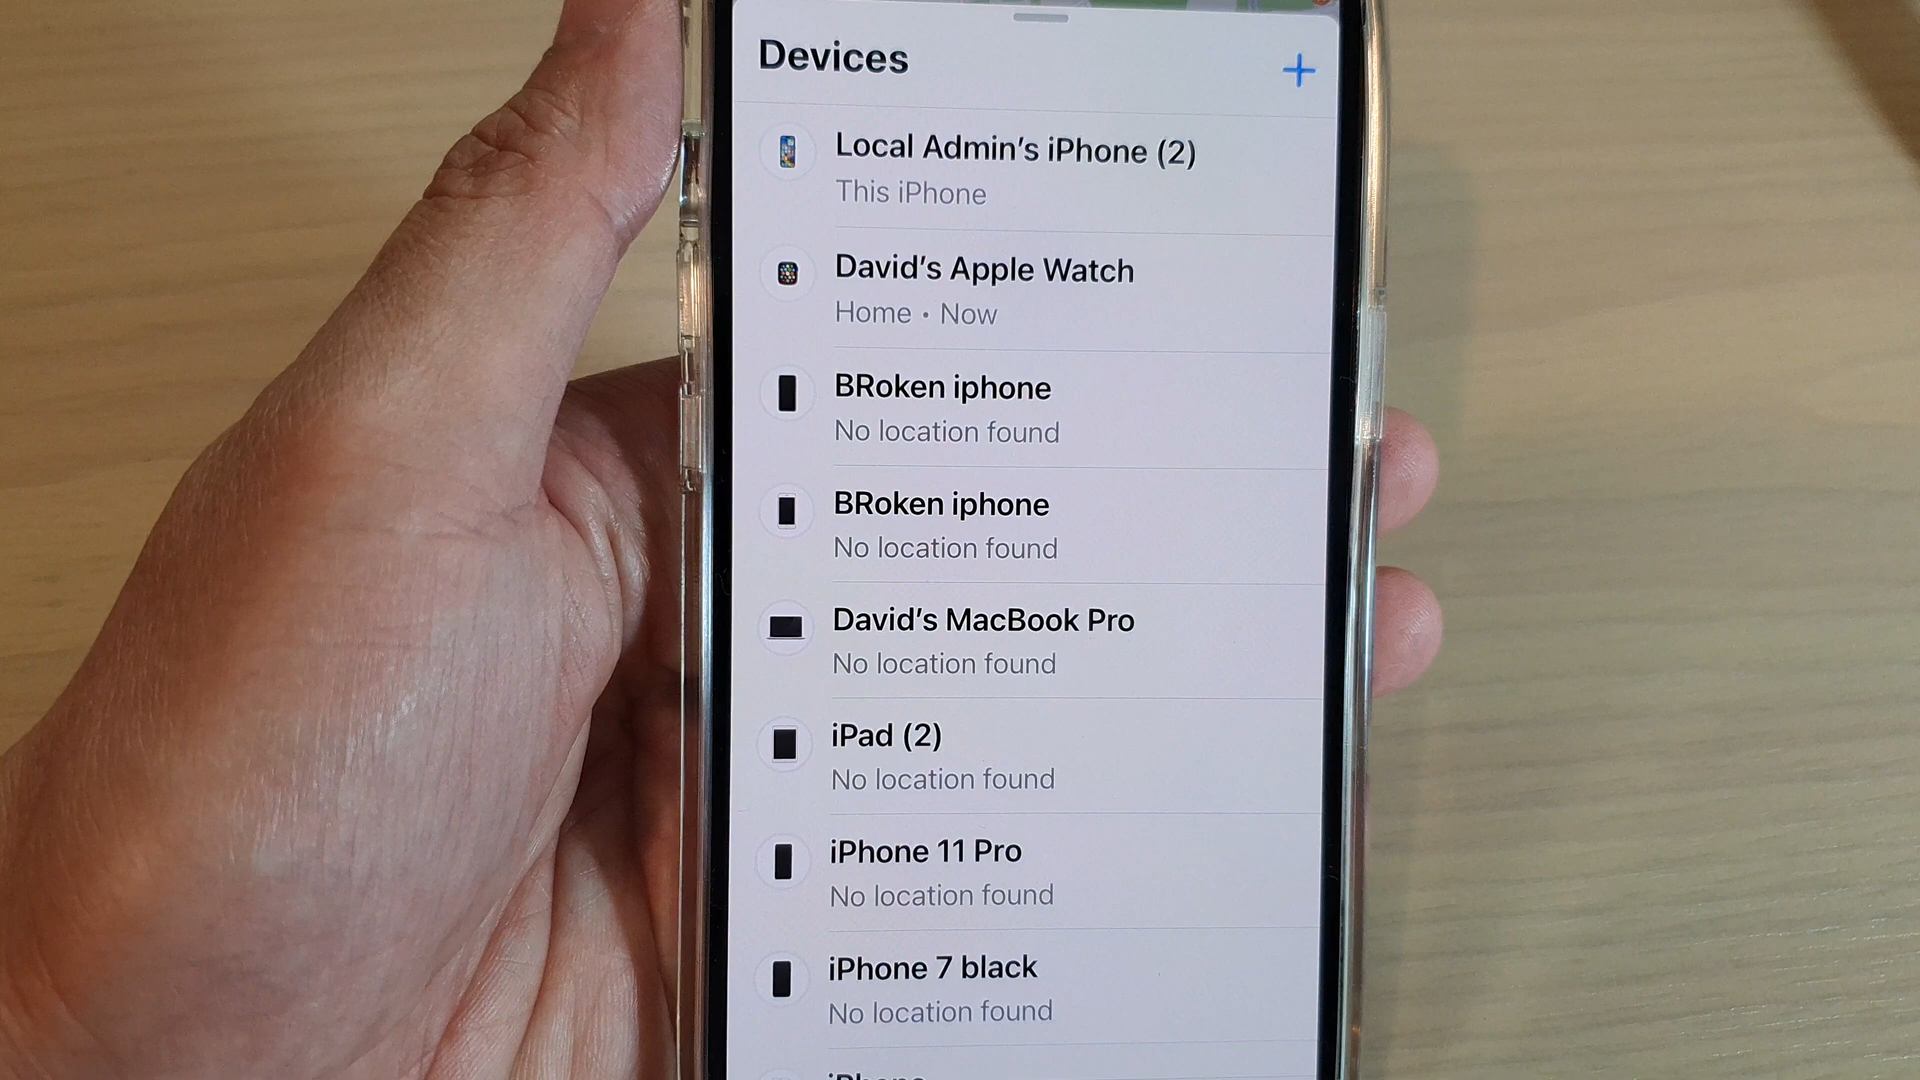 Devices
Local Admin’s iPhone (2)
This iPhone
David’s Apple Watch
Home • Now
BRoken iphone
No location found
BRoken iphone
No location found
David’s MacBook Pro
No location found
iPad (2)
No location found
iPhone 11 Pro
No location found
iPhone 7 black
No location found
iPhone